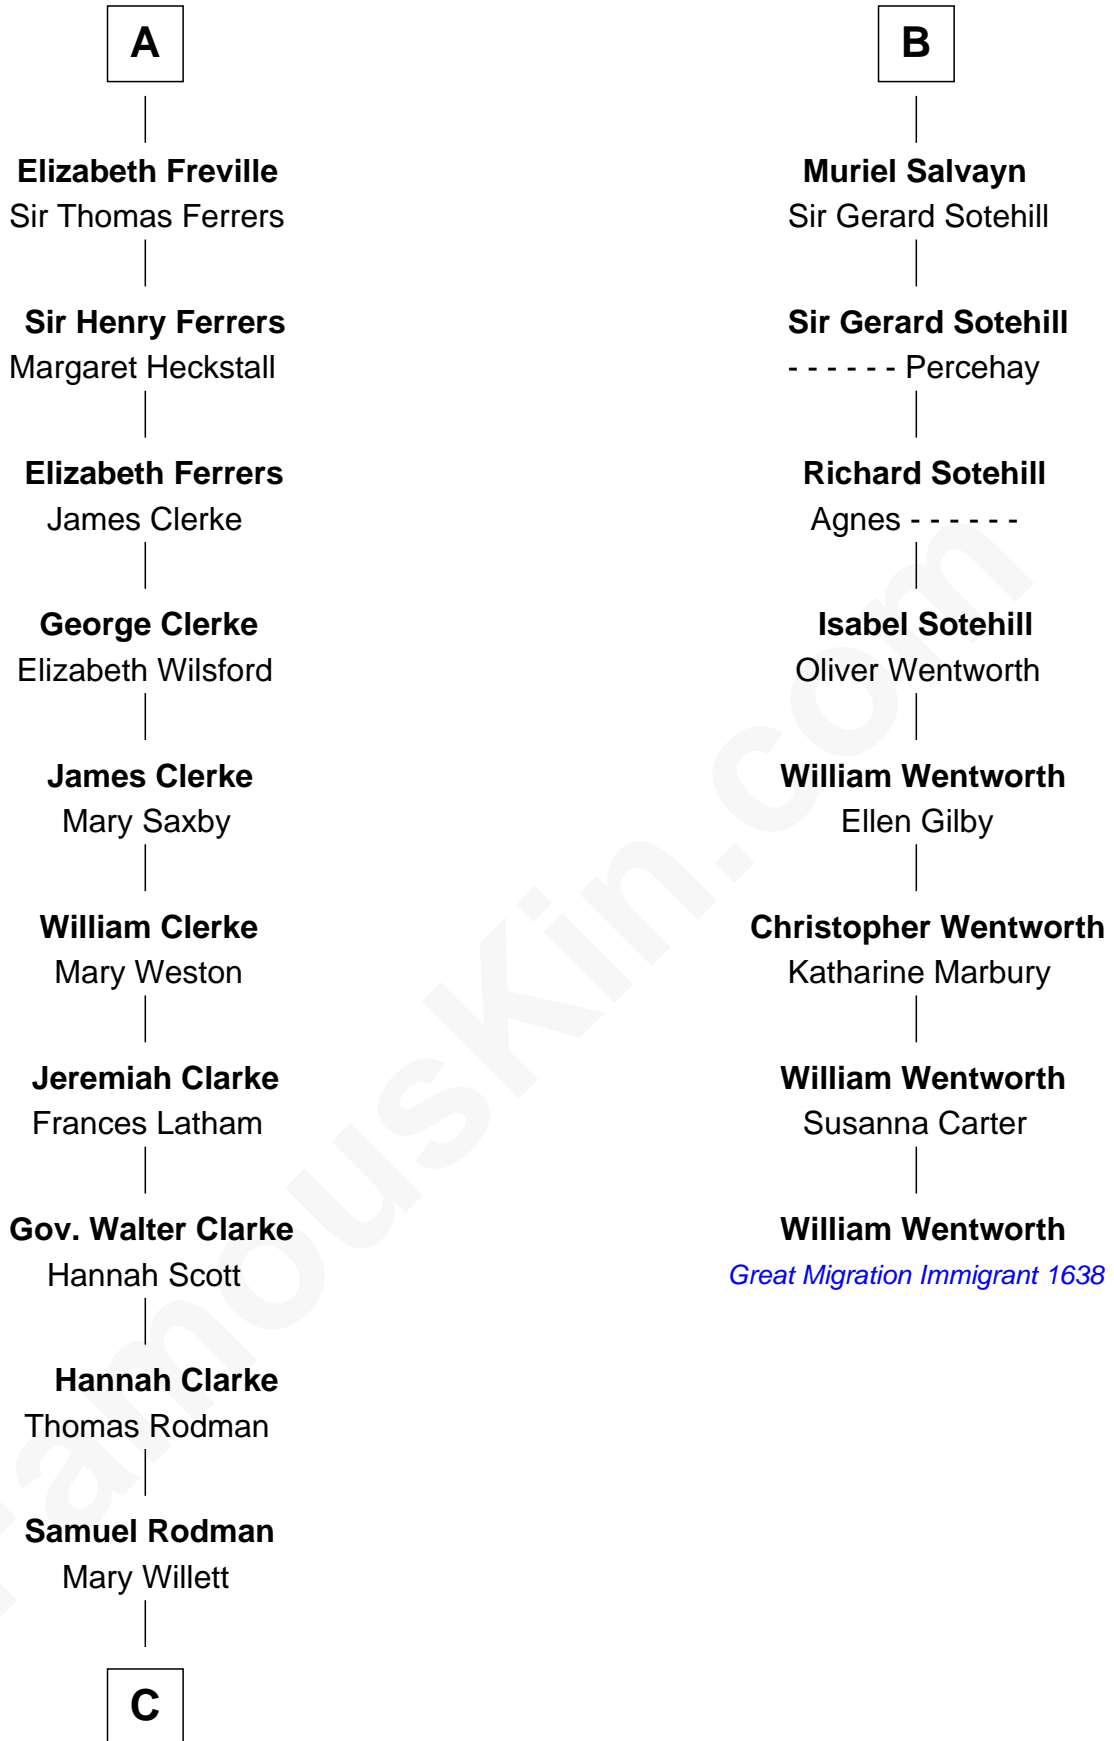 A
Elizabeth Freville
Sir Thomas Ferrers
Sir Henry Ferrers
Margaret Heckstall
Elizabeth Ferrers
James Clerke
George Clerke
Elizabeth Wilsford
James Clerke
Mary Saxby
William Clerke
Mary Weston
Jeremiah Clarke
Frances Latham
Gov. Walter Clarke
Hannah Scott
Hannah Clarke
Thomas Rodman
Samuel Rodman
Mary Willett
C
B
Muriel Salvayn
Sir Gerard Sotehill
Sir Gerard Sotehill
- - - - - - Percehay
Richard Sotehill
Agnes - - - - - -
Isabel Sotehill
Oliver Wentworth
William Wentworth
Ellen Gilby
Christopher Wentworth
Katharine Marbury
William Wentworth
Susanna Carter
William Wentworth
Great Migration Immigrant 1638
FamousKin.com